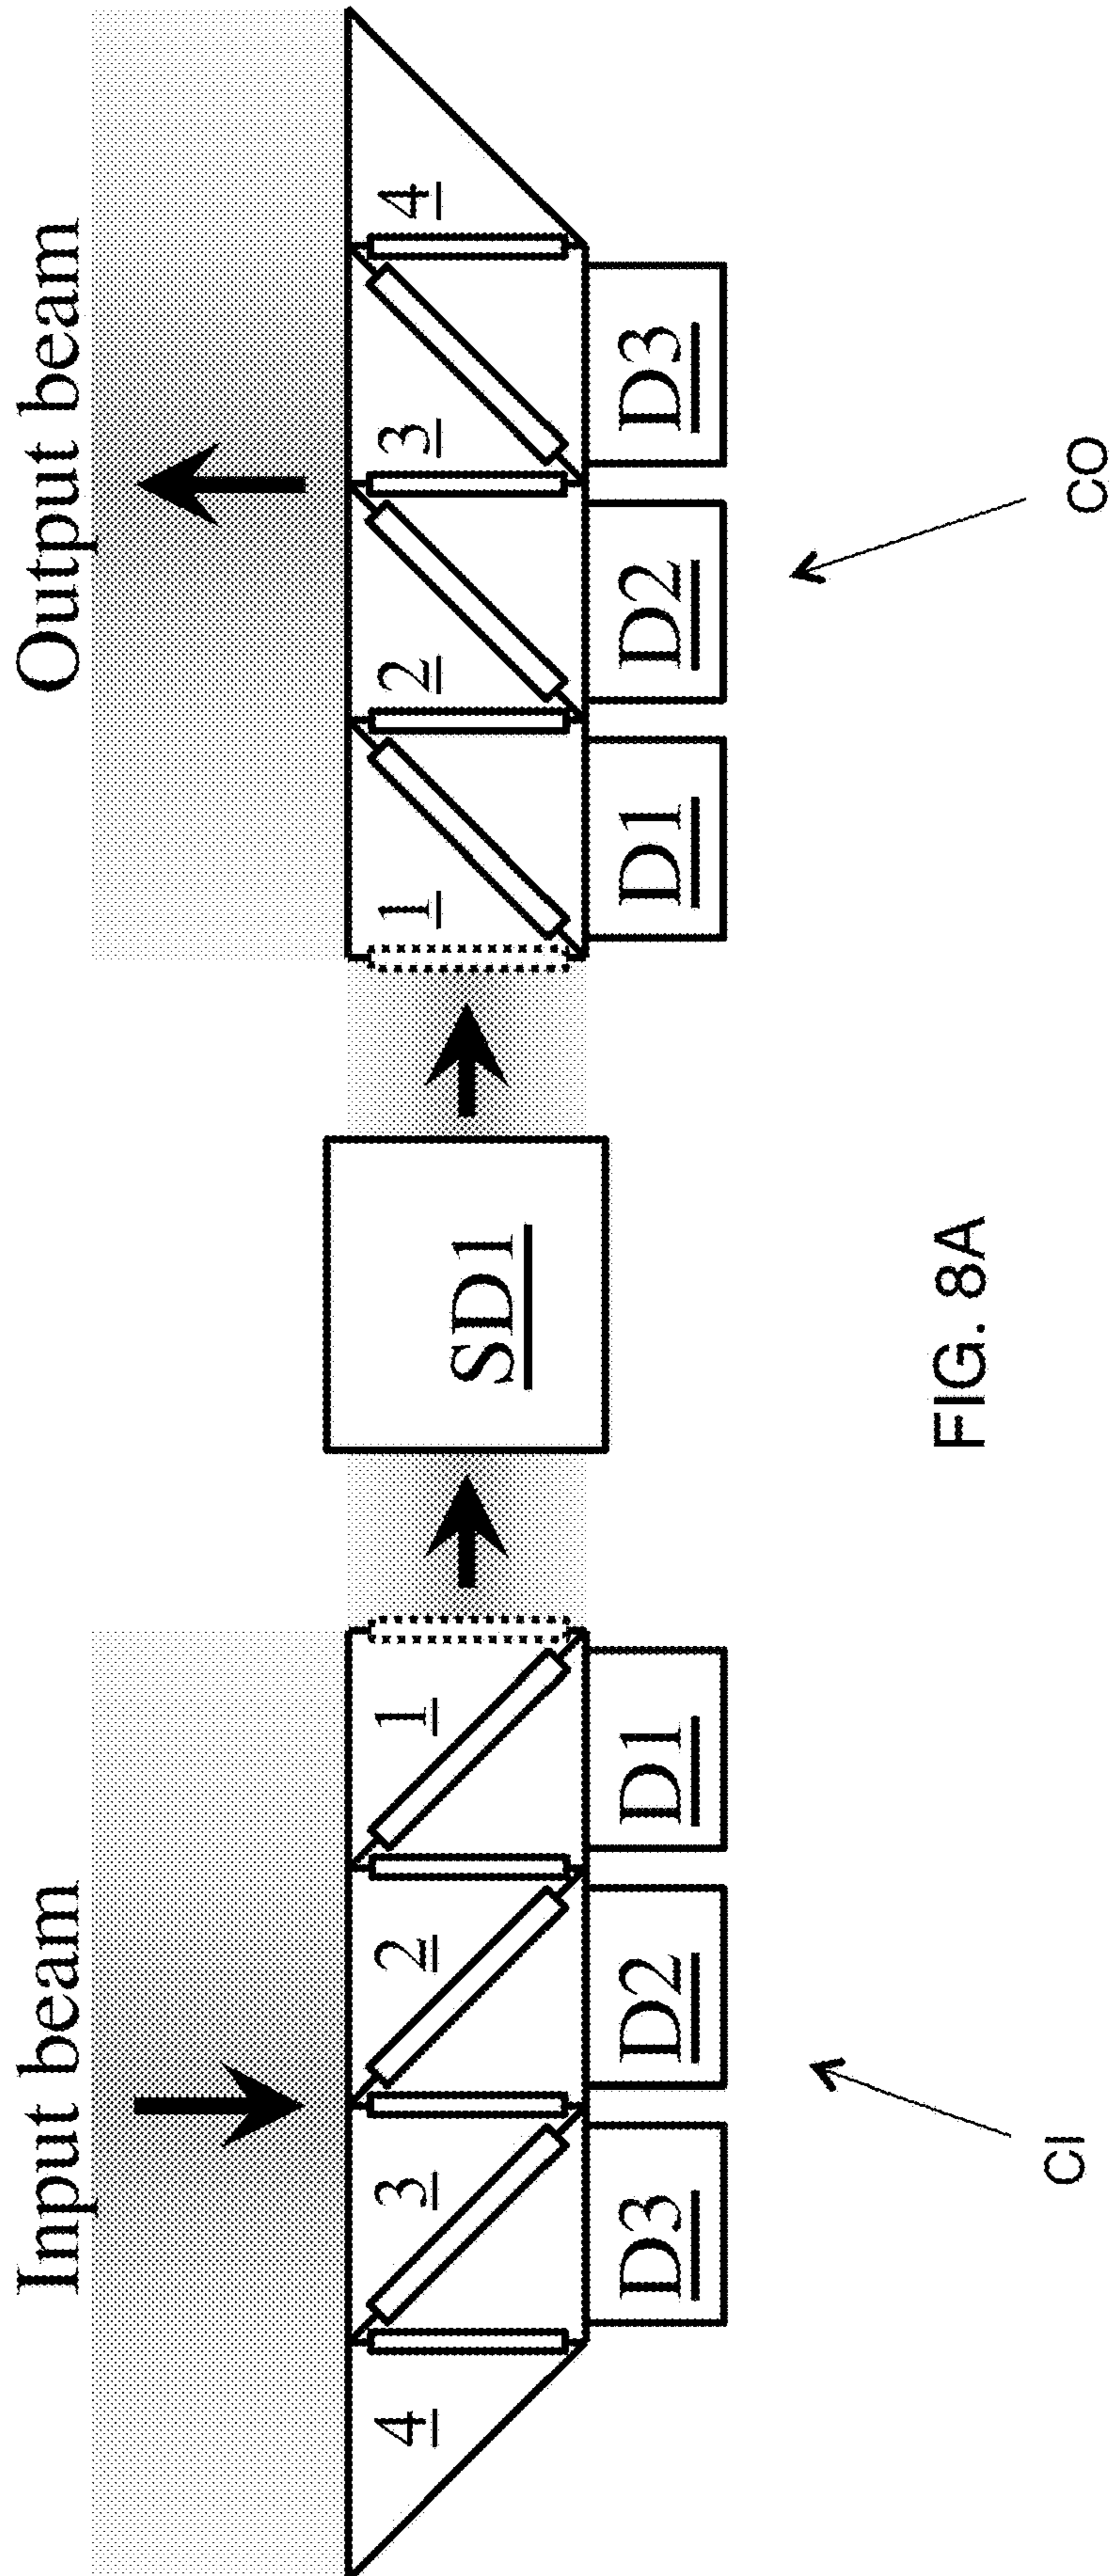 Input beam
Output beam
4
3
2
1
SD1
1
2
3
4
D3
D2
D1
D1
D2
D3
CI
CO
FIG. 8A